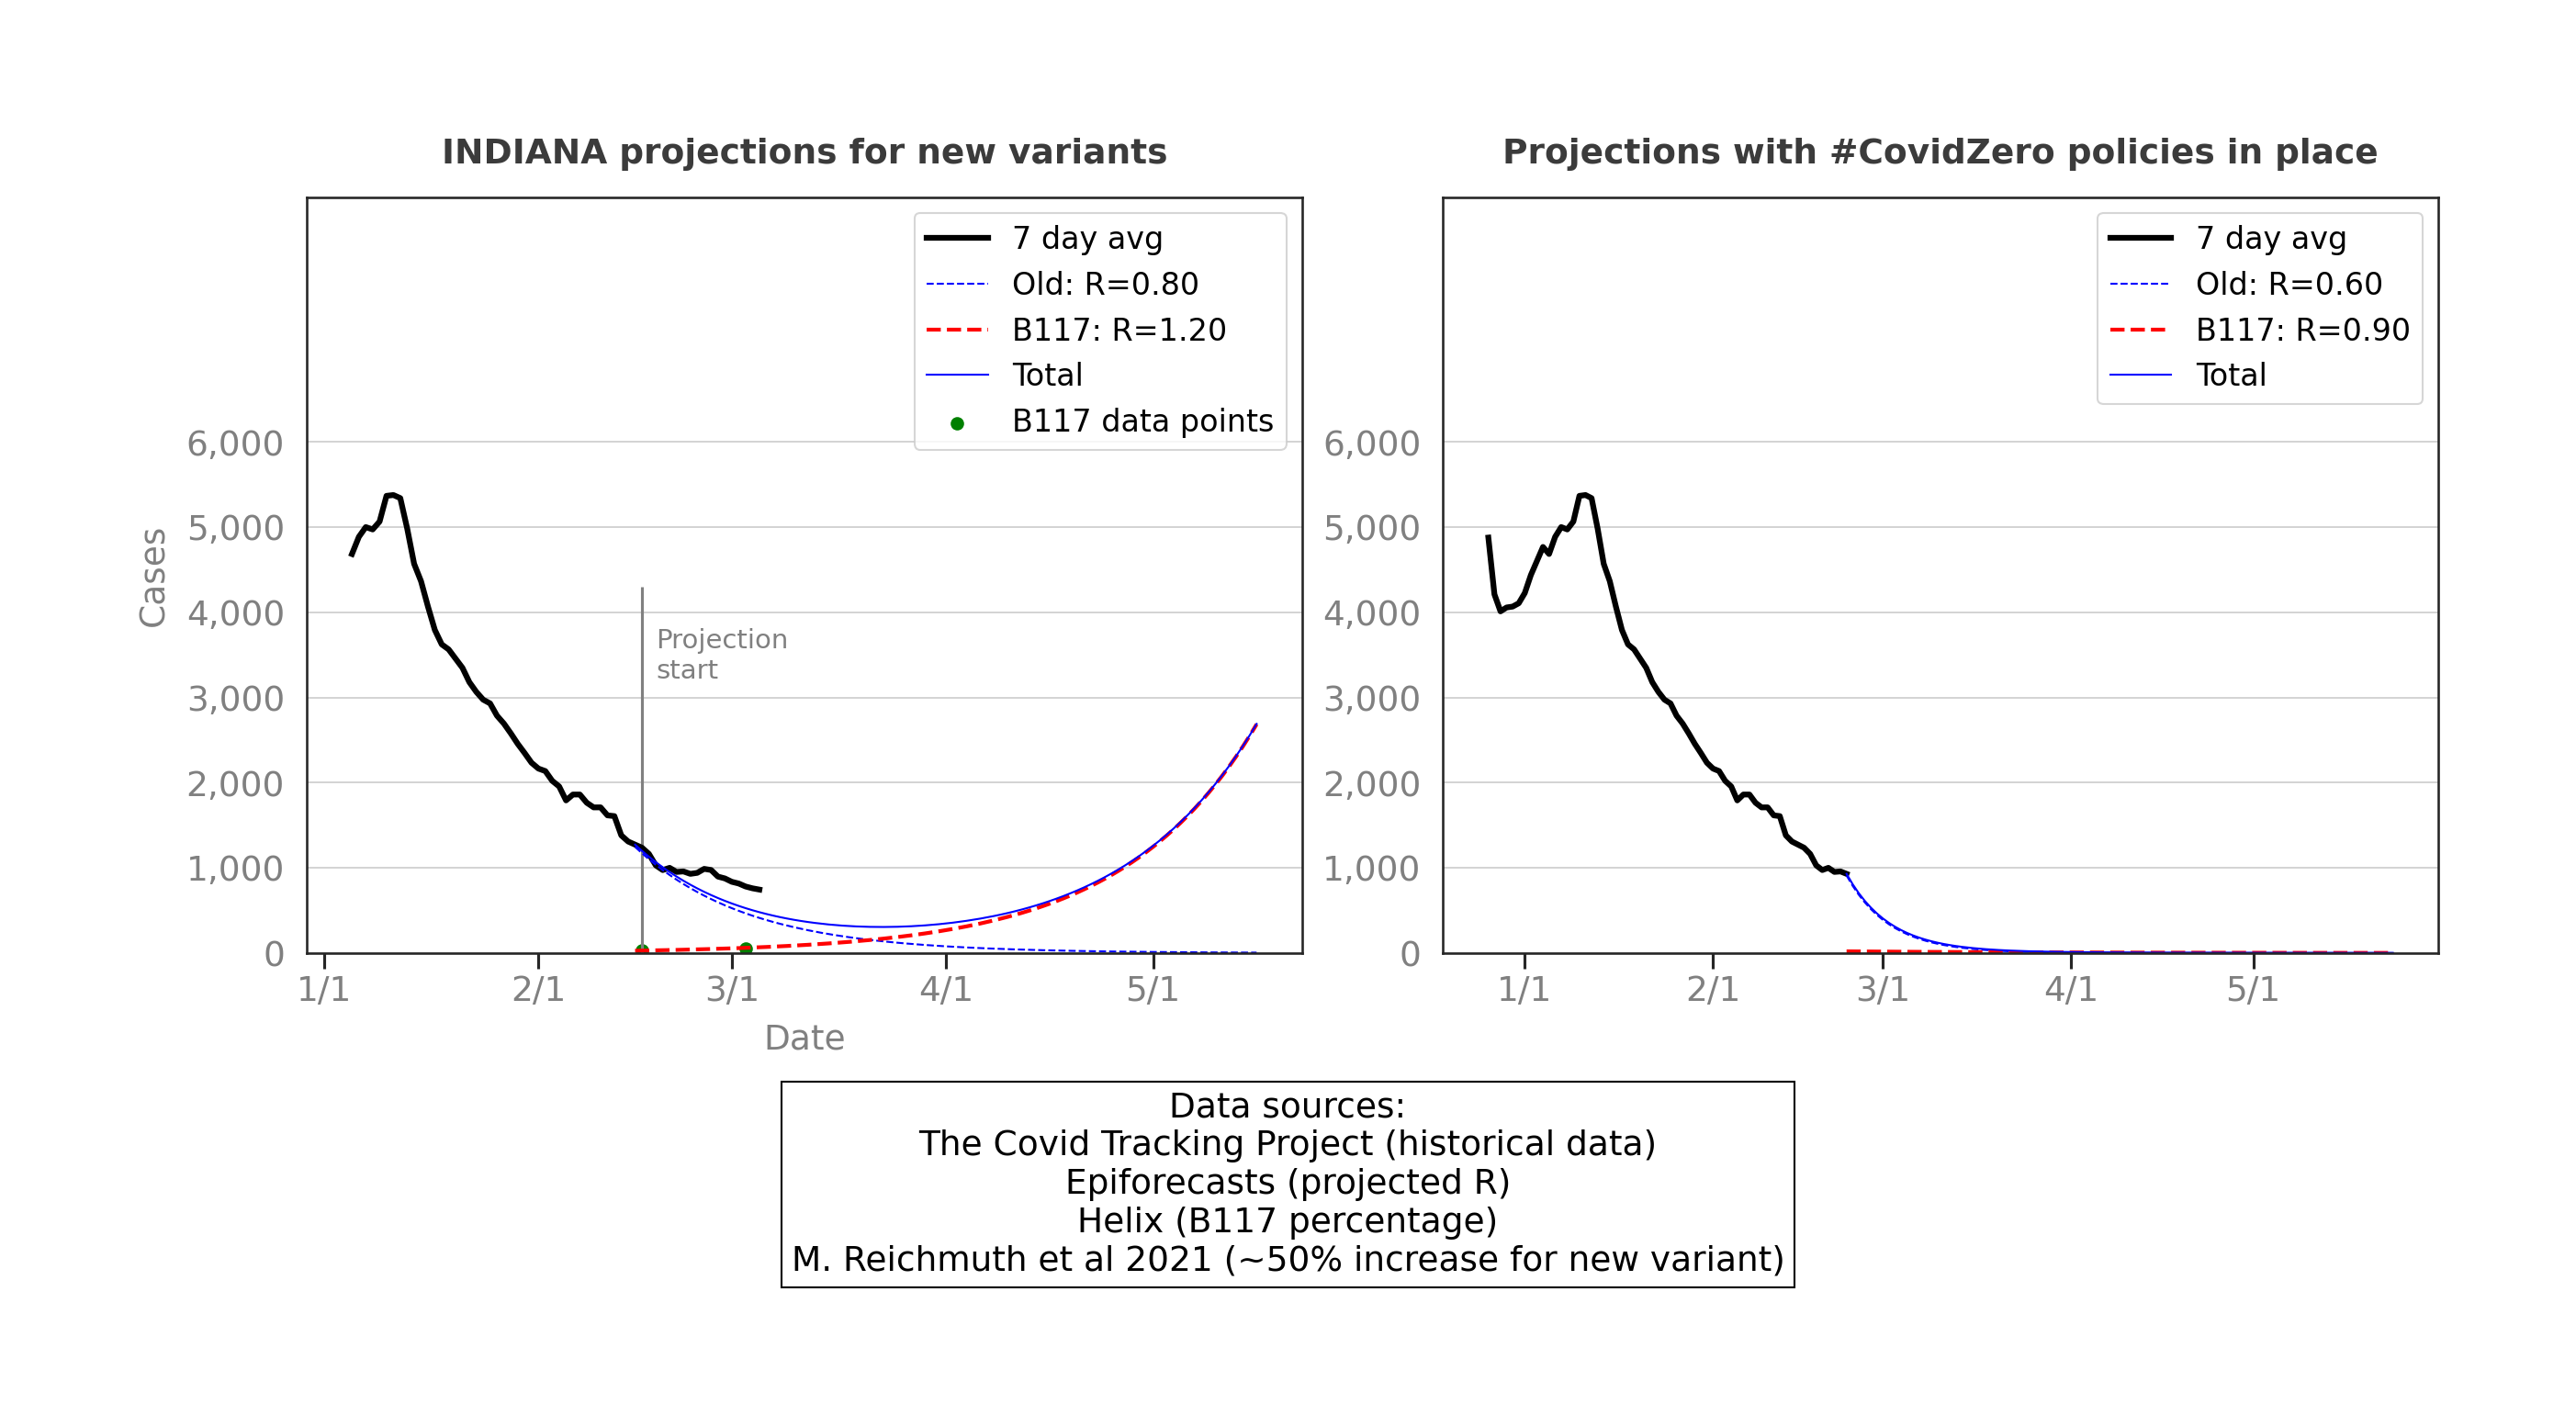 INDIANA projections for new variants
7 day avg
Old: R=0.80
B117: R=1.20
Total
B117 data points
6,000
5,000
4,000
3,000
2,000
1,000
0
Cases
Projection
start
1/1
2/1
3/1
4/1
5/1
Date
Projections with #CovidZero policies in place
7 day avg
Old: R=0.60
B117: R=0.90
Total
6,000
5,000
4,000
3,000
2,000
1,000
0
1/1
2/1
3/1
4/1
5/1
Data sources:
The Covid Tracking Project (historical data)
Epiforecasts (projected R)
Helix (B117 percentage)
M. Reichmuth et al 2021 (~50% increase for new variant)